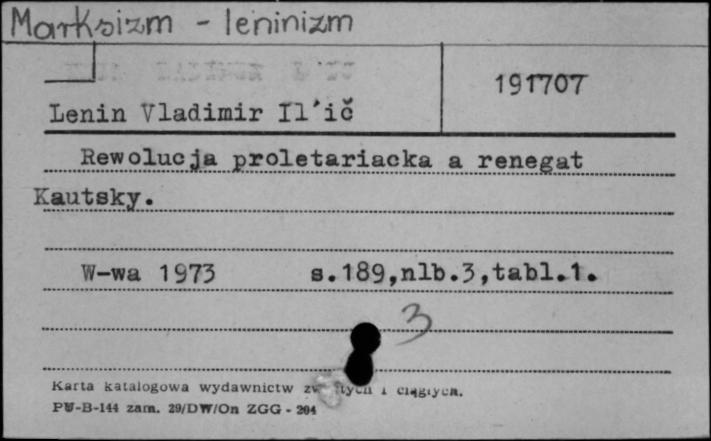 Marksizm - leninizm
191707
Lenin Vladimir Il´ič
Rewolucja proletariacka a renegat
Kautsky.
W-wa 1973 s.189,nlb.3,tabl.1.
3
Karta katalogowa wydawnictw i ciągłych.
PW-B-144 zam. 29/DW/On ZGG - 204